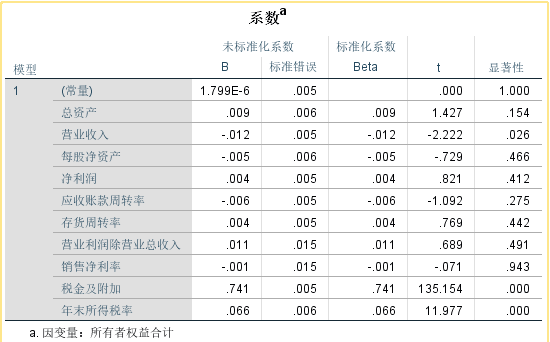 系数a
未标准化系数 标准化系数
模型 B 标准错误 Beta t 显著性
1 (常量) 1.799E-6 .005 .000 1.000
总资产 .009 .006 .009 1.427 .154
营业收入 -.012 .005 -.012 -2.222 .026
每股净资产 -.005 .006 -.005 -.729 .466
净利润 .004 .005 .004 .821 .412
应收账款周转率 -.006 .005 -.006 -1.092 .275
存货周转率 .004 .005 .004 .769 .442
营业利润除营业总收入 .011 .015 .011 .689 .491
销售净利率 -.001 .015 -.001 -.071 .943
税金及附加 .741 .005 .741 135.154 .000
年末所得税率 .066 .006 .066 11.977 .000
a. 因变量：所有者权益合计